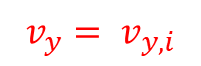 v_y = v_{y,i}